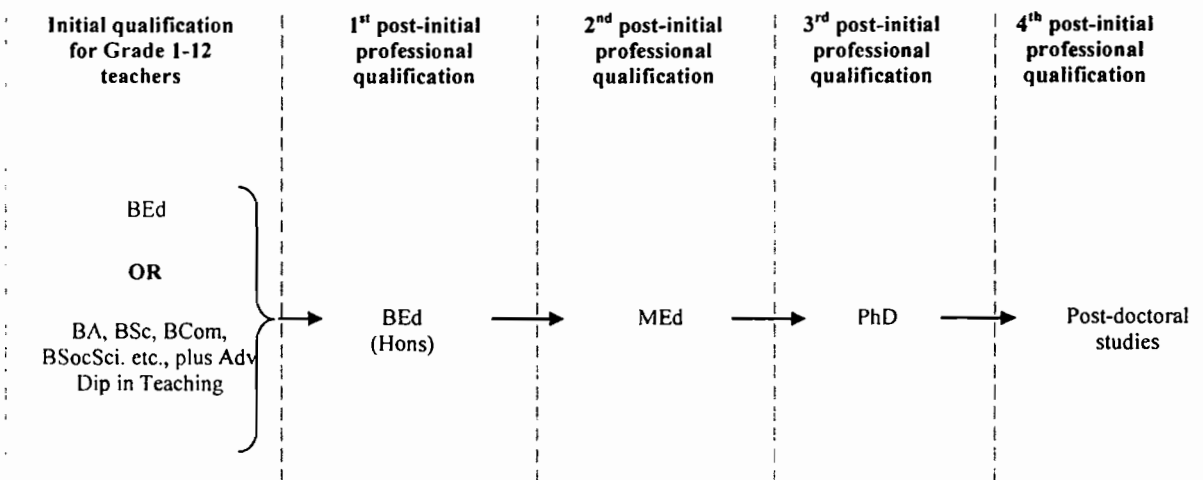 Initial qualification
for Grade 1-12
teachers
1st post-initial
professional
qualification
2nd post-initial
professional
qualification
3rd post-initial
professional
qualification
4th post-initial
professional
qualification
BEd
OR
BA, BSc, BCom,
BSocSci. etc., plus Adv
Dip in Teaching
BEd
(Hons)
MEd
PhD
Post-doctoral
studies